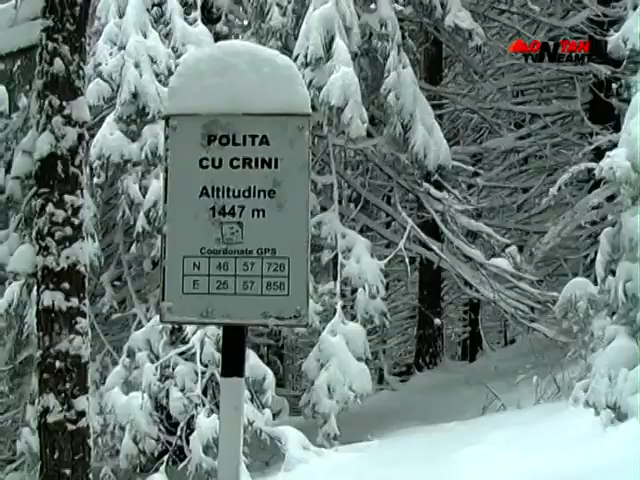 POLITA
CU CRINI
Altitudine
1447 m
Coordonate GPS
N 46 57 726
E 25 57 858